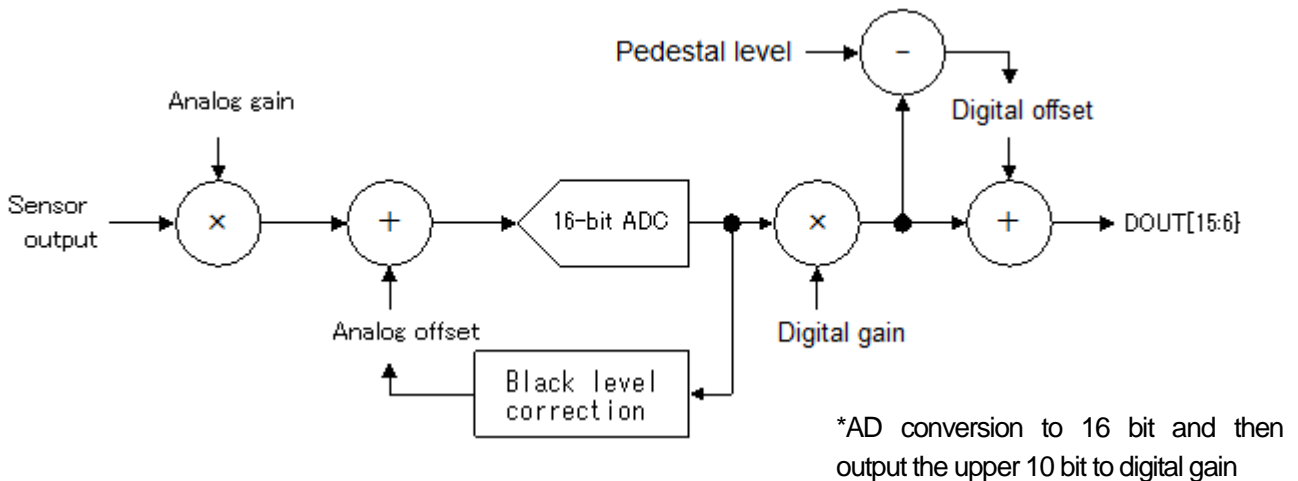 Pedestal level
-
Analog gain
Digital offset
Sensor
output
×
+
16-bit ADC
×
+
DOUT[15:6}
Analog offset
Digital gain
Black level
correction
*AD conversion to 16 bit and then
output the upper 10 bit to digital gain